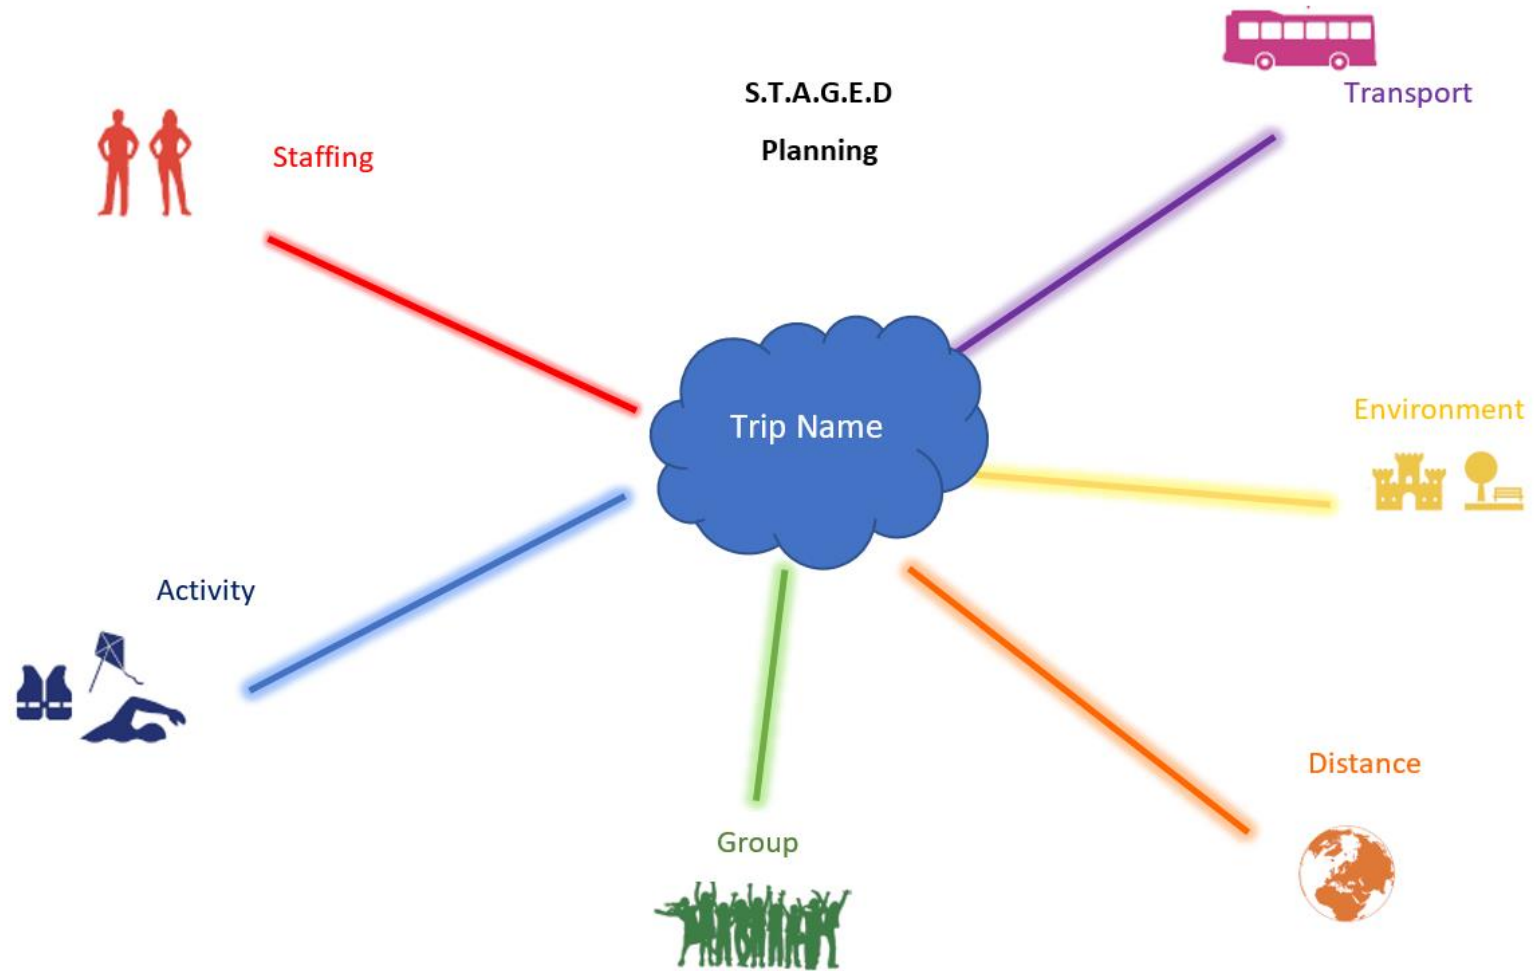 S.T.A.G.E.D
Planning
Transport
Staffing
Environment
Trip Name
Activity
Distance
Group